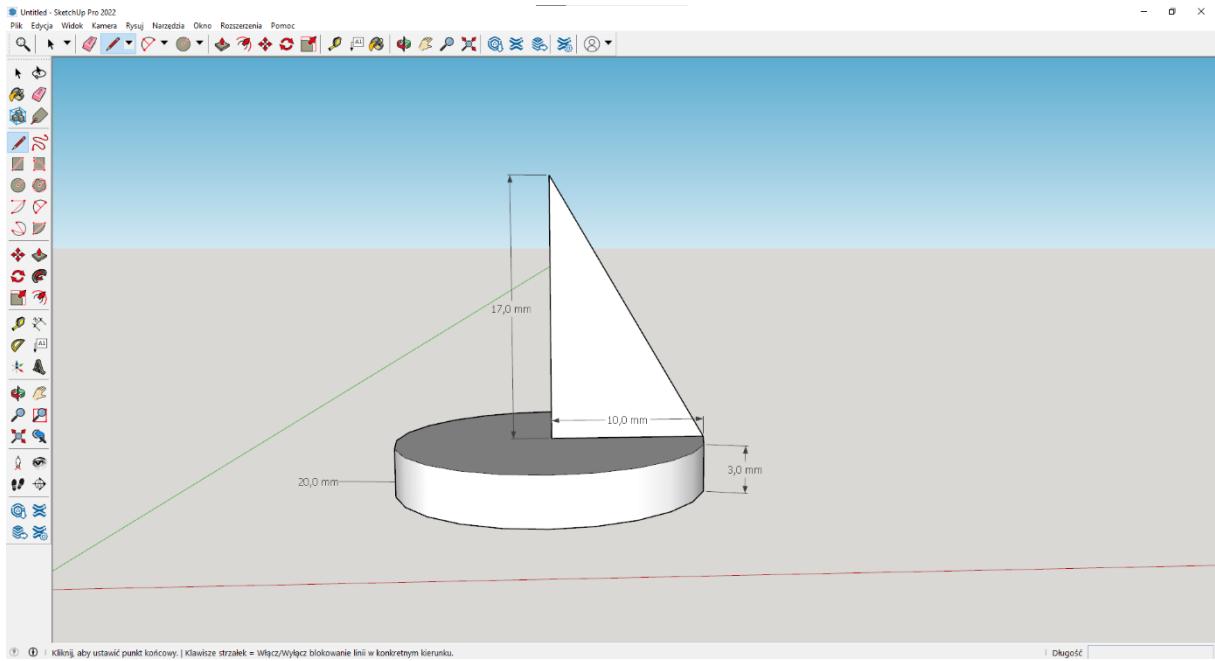 Untitled - SketchUp Pro 2022
Plik Edycja Widok Kamera Rysuj Narzędzia Okno Rozszerzenia Pomoc
A1
A1
17,0 mm
10,0 mm
3,0 mm
20,0 mm
Kliknij, aby ustawić punkt końcowy. | Klawisze strzałek = Włącz/Wyłącz blokowanie linii w konkretnym kierunku.
Długość